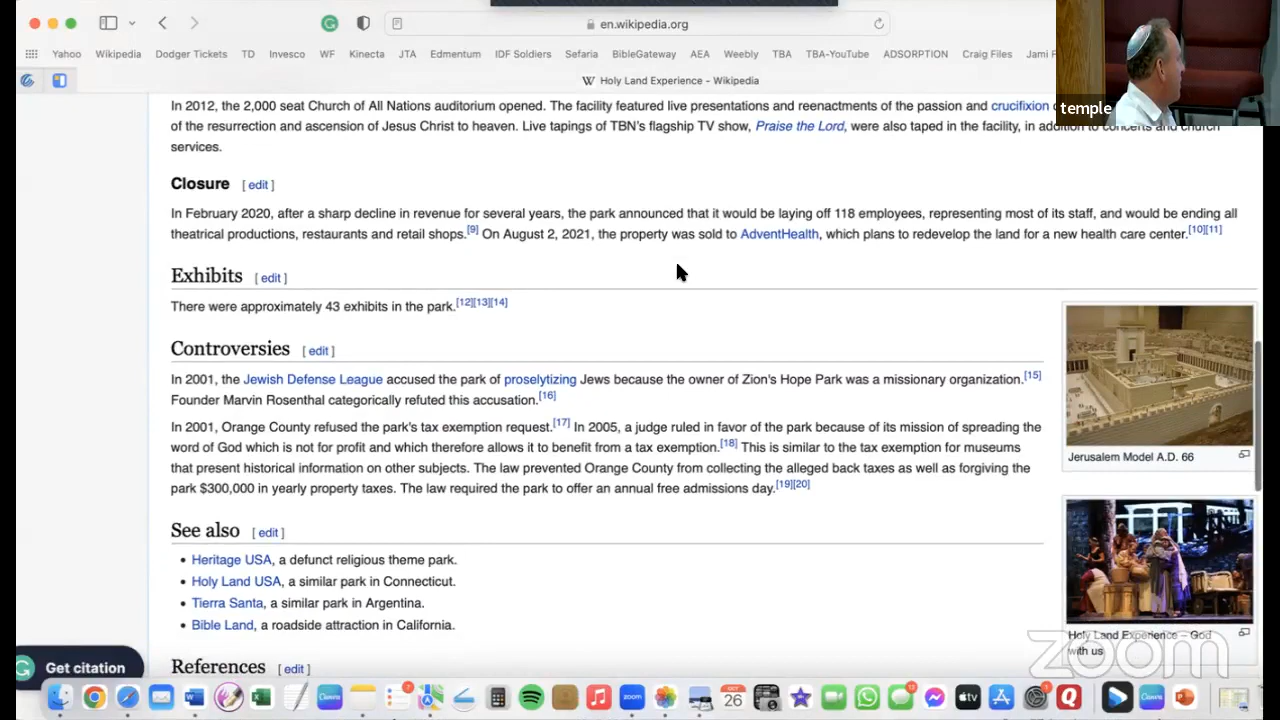 en.wikipedia.org
Yahoo Wikipedia Dodger Tickets TD Invesco WF Kinecta JTA Edmentum IDF Soldiers Sefaria BibleGateway AEA Weebly TBA TBA-YouTube ADSORPTION Craig Files Jami
Holy Land Experience – Wikipedia
temple
In 2012, the 2,000 seat Church of All Nations auditorium opened. The facility featured live presentations and reenactments of the passion and crucifixion
of the resurrection and ascension of Jesus Christ to heaven. Live tapings of TBN's flagship TV show, Praise the Lord, were also taped in the facility, in addition to concerts and church
services.
Closure [ edit ]
In February 2020, after a sharp decline in revenue for several years, the park announced that it would be laying off 118 employees, representing most of its staff, and would be ending all
theatrical productions, restaurants and retail shops.[9] On August 2, 2021, the property was sold to AdventHealth, which plans to redevelop the land for a new health care center.[10][11]
Exhibits [ edit ]
There were approximately 43 exhibits in the park.[12][13][14]
Controversies [ edit ]
In 2001, the Jewish Defense League accused the park of proselytizing Jews because the owner of Zion's Hope Park was a missionary organization.[15]
Founder Marvin Rosenthal categorically refuted this accusation.[16]
In 2001, Orange County refused the park's tax exemption request.[17] In 2005, a judge ruled in favor of the park because of its mission of spreading the
word of God which is not for profit and which therefore allows it to benefit from a tax exemption.[18] This is similar to the tax exemption for museums
that present historical information on other subjects. The law prevented Orange County from collecting the alleged back taxes as well as forgiving the
park $300,000 in yearly property taxes. The law required the park to offer an annual free admissions day.[19][20]
Jerusalem Model A.D. 66
See also [ edit ]
• Heritage USA, a defunct religious theme park.
• Holy Land USA, a similar park in Connecticut.
• Tierra Santa, a similar park in Argentina.
• Bible Land, a roadside attraction in California.
Holy Land Experience – God
with us
zoom
References [ edit ]
Get citation
zoom
OCT
26
tv